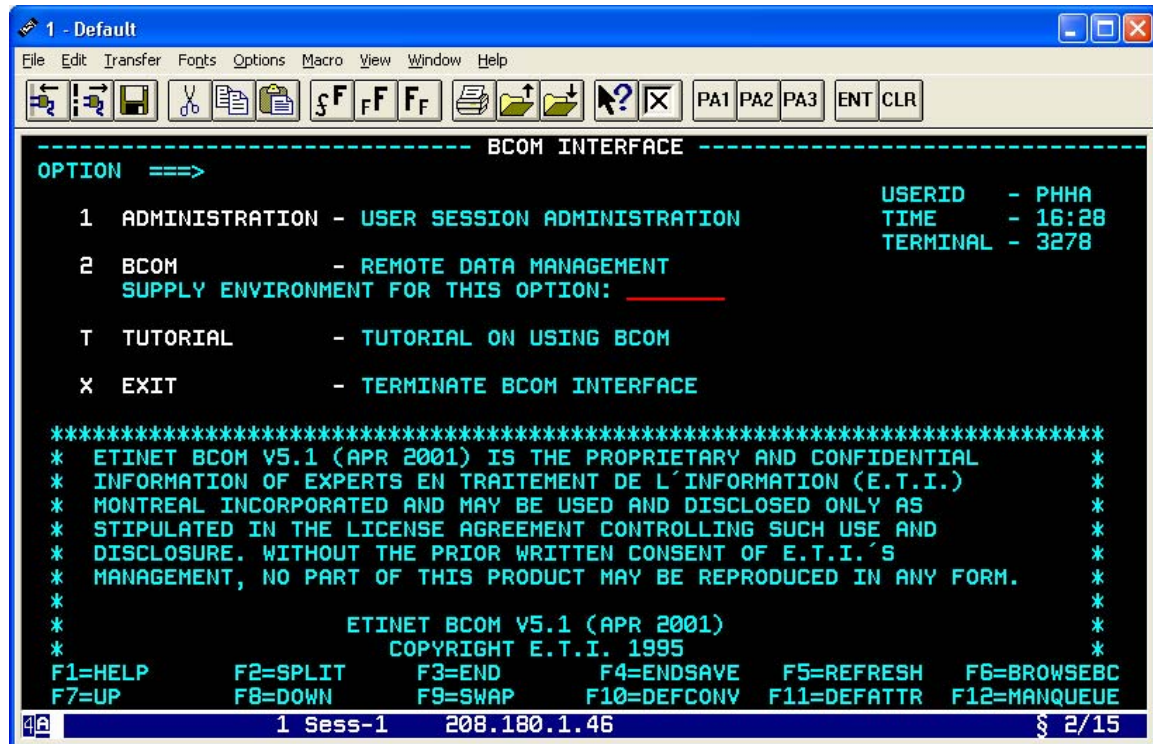 1 - Default
File Edit Transfer Fonts Options Macro View Window Help
PA1 PA2 PA3 ENT CLR
------------------------------- BCOM INTERFACE --------------------------------
OPTION ===>
USERID - PHHA
1 ADMINISTRATION - USER SESSION ADMINISTRATION TIME - 16:28
TERMINAL - 3278
2 BCOM - REMOTE DATA MANAGEMENT
SUPPLY ENVIRONMENT FOR THIS OPTION: _______
T TUTORIAL - TUTORIAL ON USING BCOM
X EXIT - TERMINATE BCOM INTERFACE
***************************************************************************
* ETINET BCOM V5.1 (APR 2001) IS THE PROPRIETARY AND CONFIDENTIAL *
* INFORMATION OF EXPERTS EN TRAITEMENT DE L´INFORMATION (E.T.I.) *
* MONTREAL INCORPORATED AND MAY BE USED AND DISCLOSED ONLY AS *
* STIPULATED IN THE LICENSE AGREEMENT CONTROLLING SUCH USE AND *
* DISCLOSURE. WITHOUT THE PRIOR WRITTEN CONSENT OF E.T.I.´S *
* MANAGEMENT, NO PART OF THIS PRODUCT MAY BE REPRODUCED IN ANY FORM. *
* *
* ETINET BCOM V5.1 (APR 2001) *
* COPYRIGHT E.T.I. 1995 *
F1=HELP F2=SPLIT F3=END F4=ENDSAVE F5=REFRESH F6=BROWSEBC
F7=UP F8=DOWN F9=SWAP F10=DEFCONV F11=DEFATTR F12=MANQUEUE
4A 1 Sess-1 208.180.1.46 § 2/15